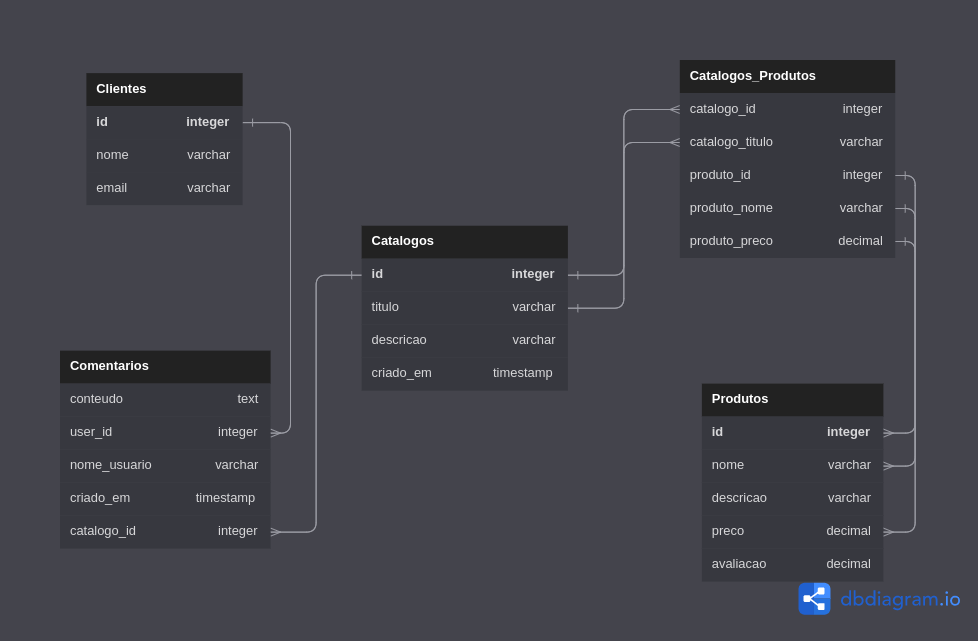 Clientes
id integer
nome varchar
email varchar
Catalogos_Produtos
catalogo_id integer
catalogo_titulo varchar
produto_id integer
produto_nome varchar
produto_preco decimal
Catalogos
id integer
titulo varchar
descricao varchar
criado_em timestamp
Comentarios
conteudo text
user_id integer
nome_usuario varchar
criado_em timestamp
catalogo_id integer
Produtos
id integer
nome varchar
descricao varchar
preco decimal
avaliacao decimal
dbdiagram.io